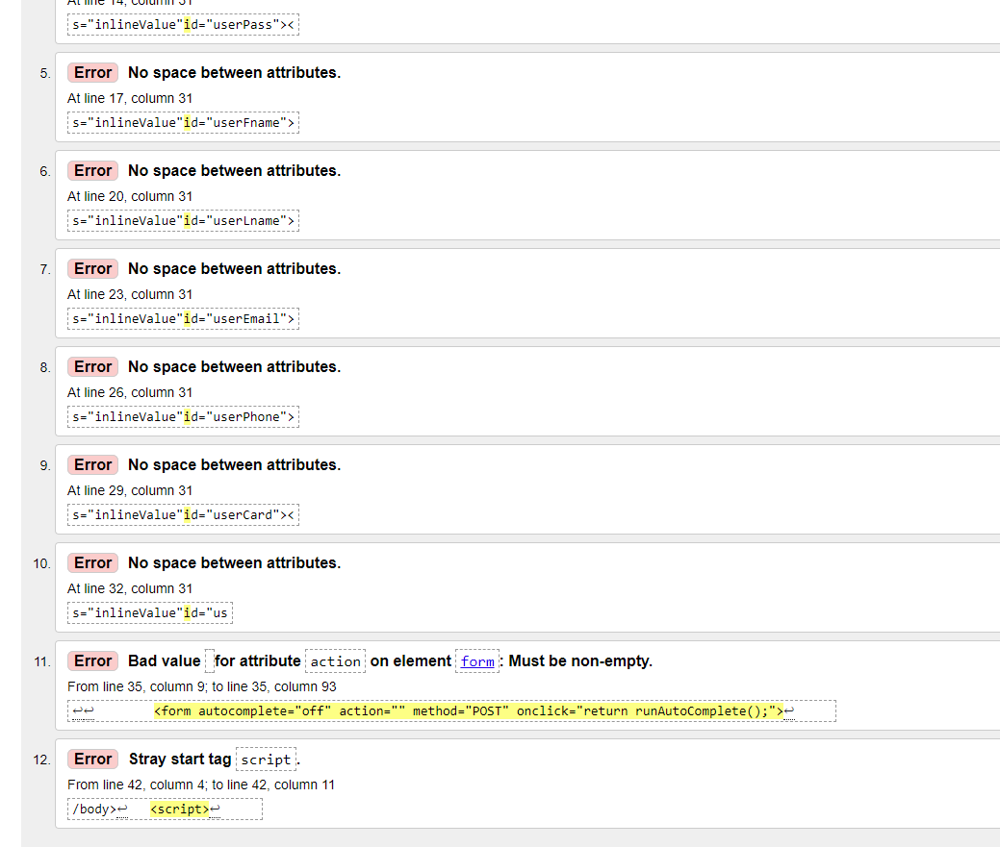 At line 14, column 31
s="inlineValue"id="userPass"><
5. Error No space between attributes.
At line 17, column 31
s="inlineValue"id="userFname">
6. Error No space between attributes.
At line 20, column 31
s="inlineValue"id="userLname">
7. Error No space between attributes.
At line 23, column 31
s="inlineValue"id="userEmail">
8. Error No space between attributes.
At line 26, column 31
s="inlineValue"id="userPhone">
9. Error No space between attributes.
At line 29, column 31
s="inlineValue"id="userCard"><
10. Error No space between attributes.
At line 32, column 31
s="inlineValue"id="us
11. Error Bad value for attribute action on element form: Must be non-empty.
From line 35, column 9; to line 35, column 93
↩↩ <form autocomplete="off" action="" method="POST" onclick="return runAutoComplete();">↩
12. Error Stray start tag script.
From line 42, column 4; to line 42, column 11
/body>↩ <script>↩